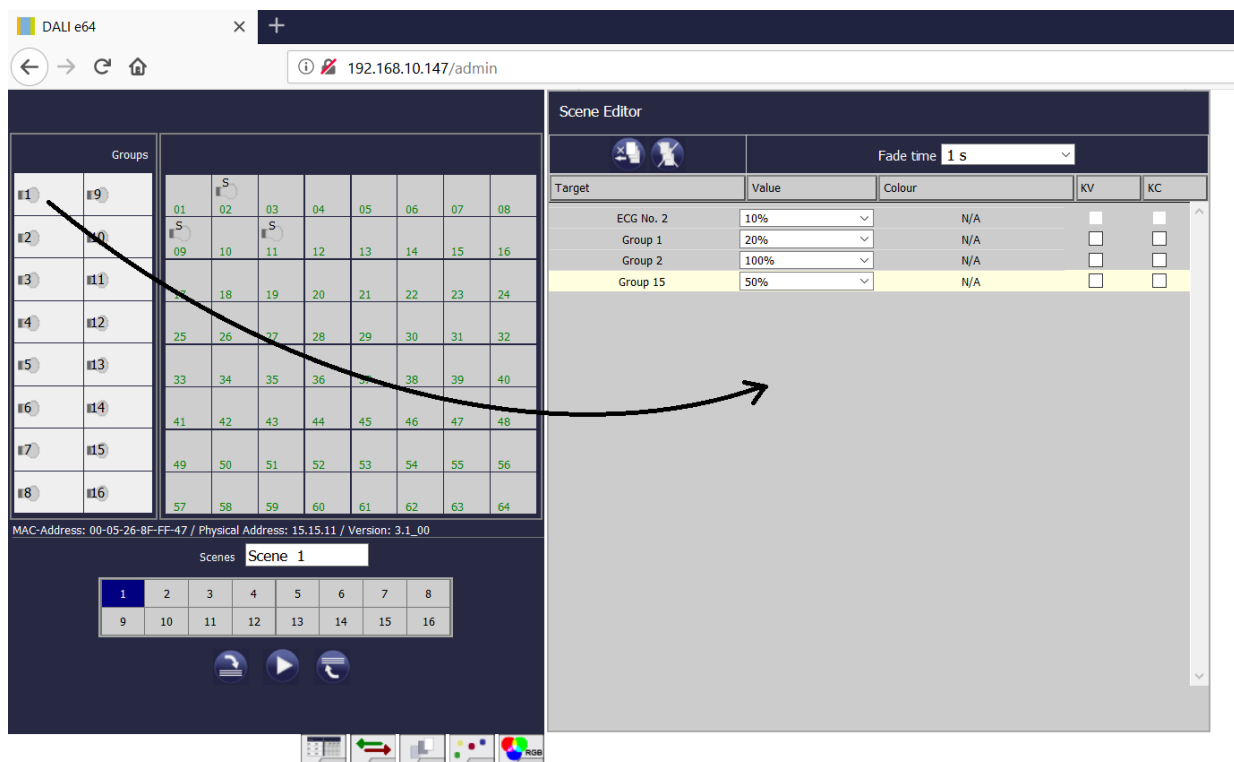 DALI e64
192.168.10.147/admin
Scene Editor
Groups
Fade time 1 s
Target Value Colour KV KC
ECG No. 2 10% N/A
Group 1 20% N/A
Group 2 100% N/A
Group 15 50% N/A
1 9
2 10
3 11
4 12
5 13
6 14
7 15
8 16
S
01 02 03 04 05 06 07 08
S S
09 10 11 12 13 14 15 16
17 18 19 20 21 22 23 24
25 26 27 28 29 30 31 32
33 34 35 36 37 38 39 40
41 42 43 44 45 46 47 48
49 50 51 52 53 54 55 56
57 58 59 60 61 62 63 64
MAC-Address: 00-05-26-8F-FF-47 / Physical Address: 15.15.11 / Version: 3.1_00
Scenes Scene 1
1 2 3 4 5 6 7 8
9 10 11 12 13 14 15 16
RGB